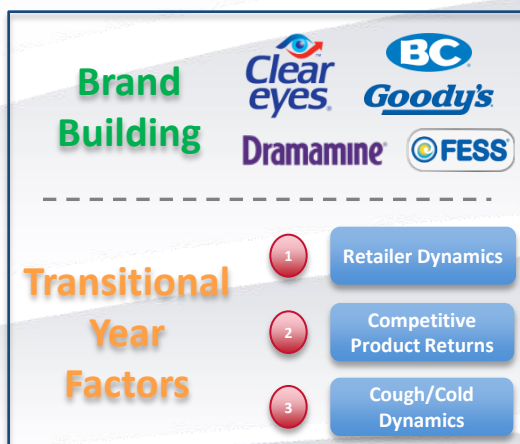 Brand
Building
Clear
eyes®
BC®
Goody's®
Dramamine®
FESS®
Transitional
Year
Factors
1
Retailer Dynamics
2
Competitive
Product Returns
3
Cough/Cold
Dynamics